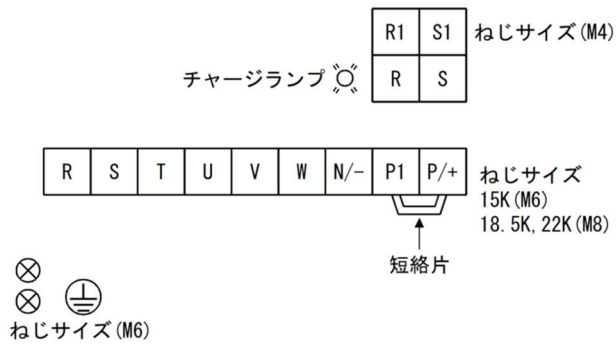 R1 S1 ねじサイズ(M4)
チャージランプ R S
R S T U V W N/- P1 P/+ ねじサイズ
15K(M6)
18.5K,22K(M8)
短絡片
ねじサイズ(M6)